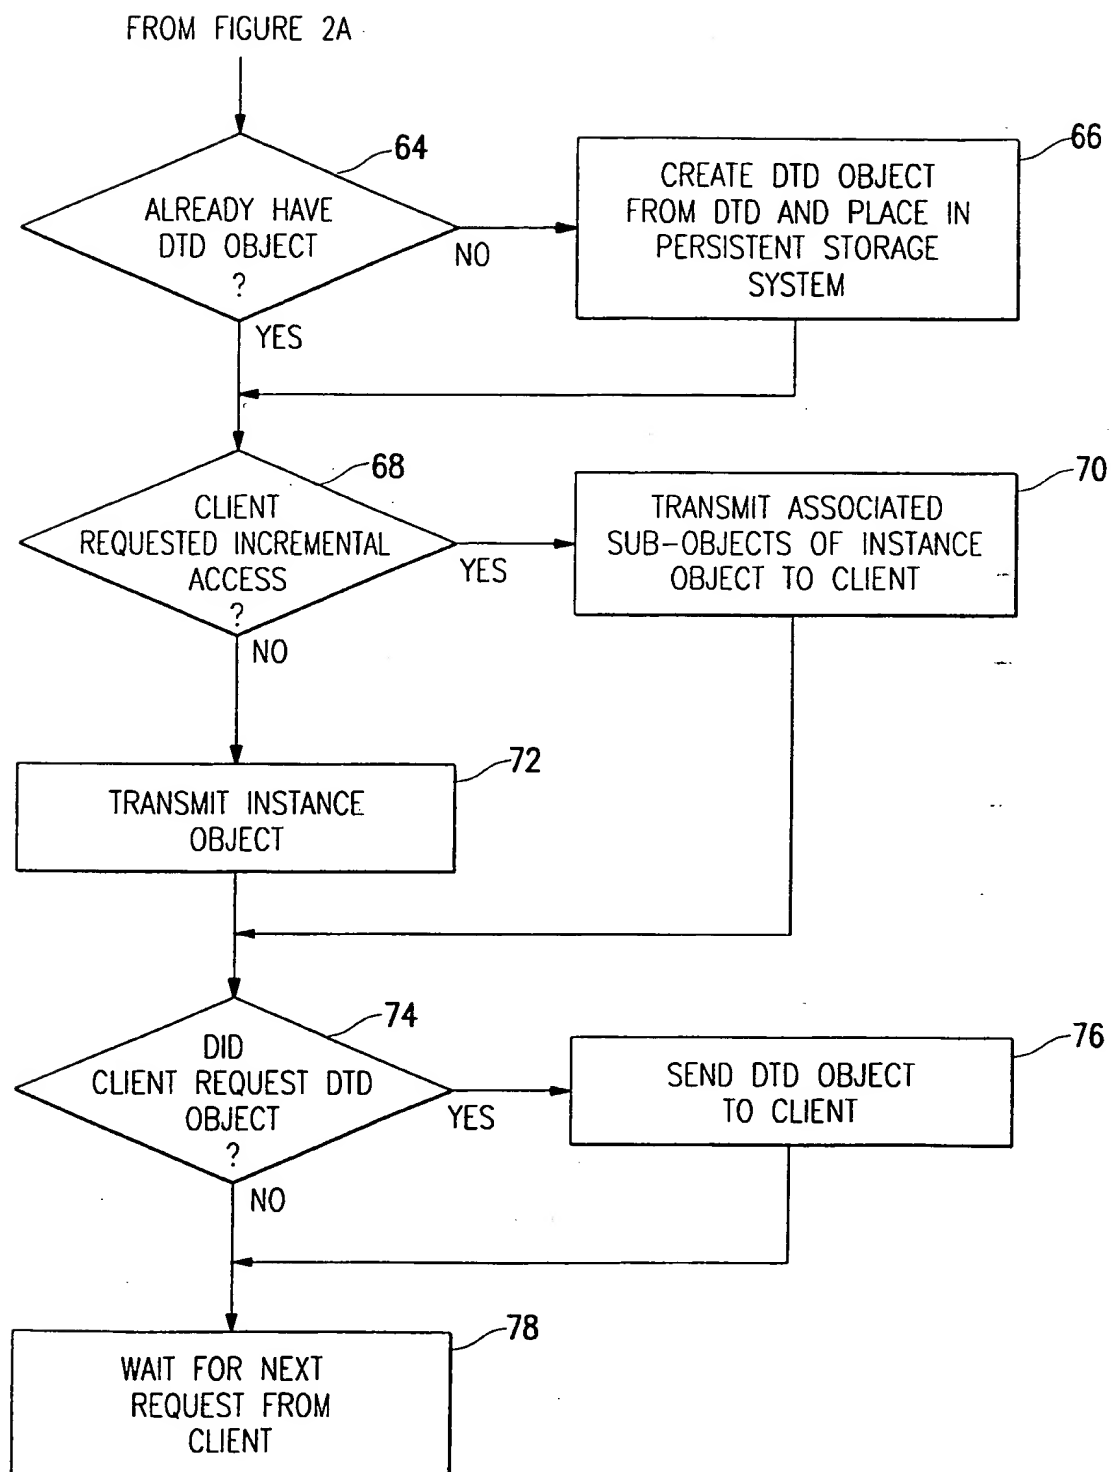 FROM FIGURE 2A
64
ALREADY HAVE
DTD OBJECT
?
NO
YES
66
CREATE DTD OBJECT
FROM DTD AND PLACE IN
PERSISTENT STORAGE
SYSTEM
68
CLIENT
REQUESTED INCREMENTAL
ACCESS
?
YES
NO
70
TRANSMIT ASSOCIATED
SUB-OBJECTS OF INSTANCE
OBJECT TO CLIENT
72
TRANSMIT INSTANCE
OBJECT
74
DID
CLIENT REQUEST DTD
OBJECT
?
YES
NO
76
SEND DTD OBJECT
TO CLIENT
78
WAIT FOR NEXT
REQUEST FROM
CLIENT